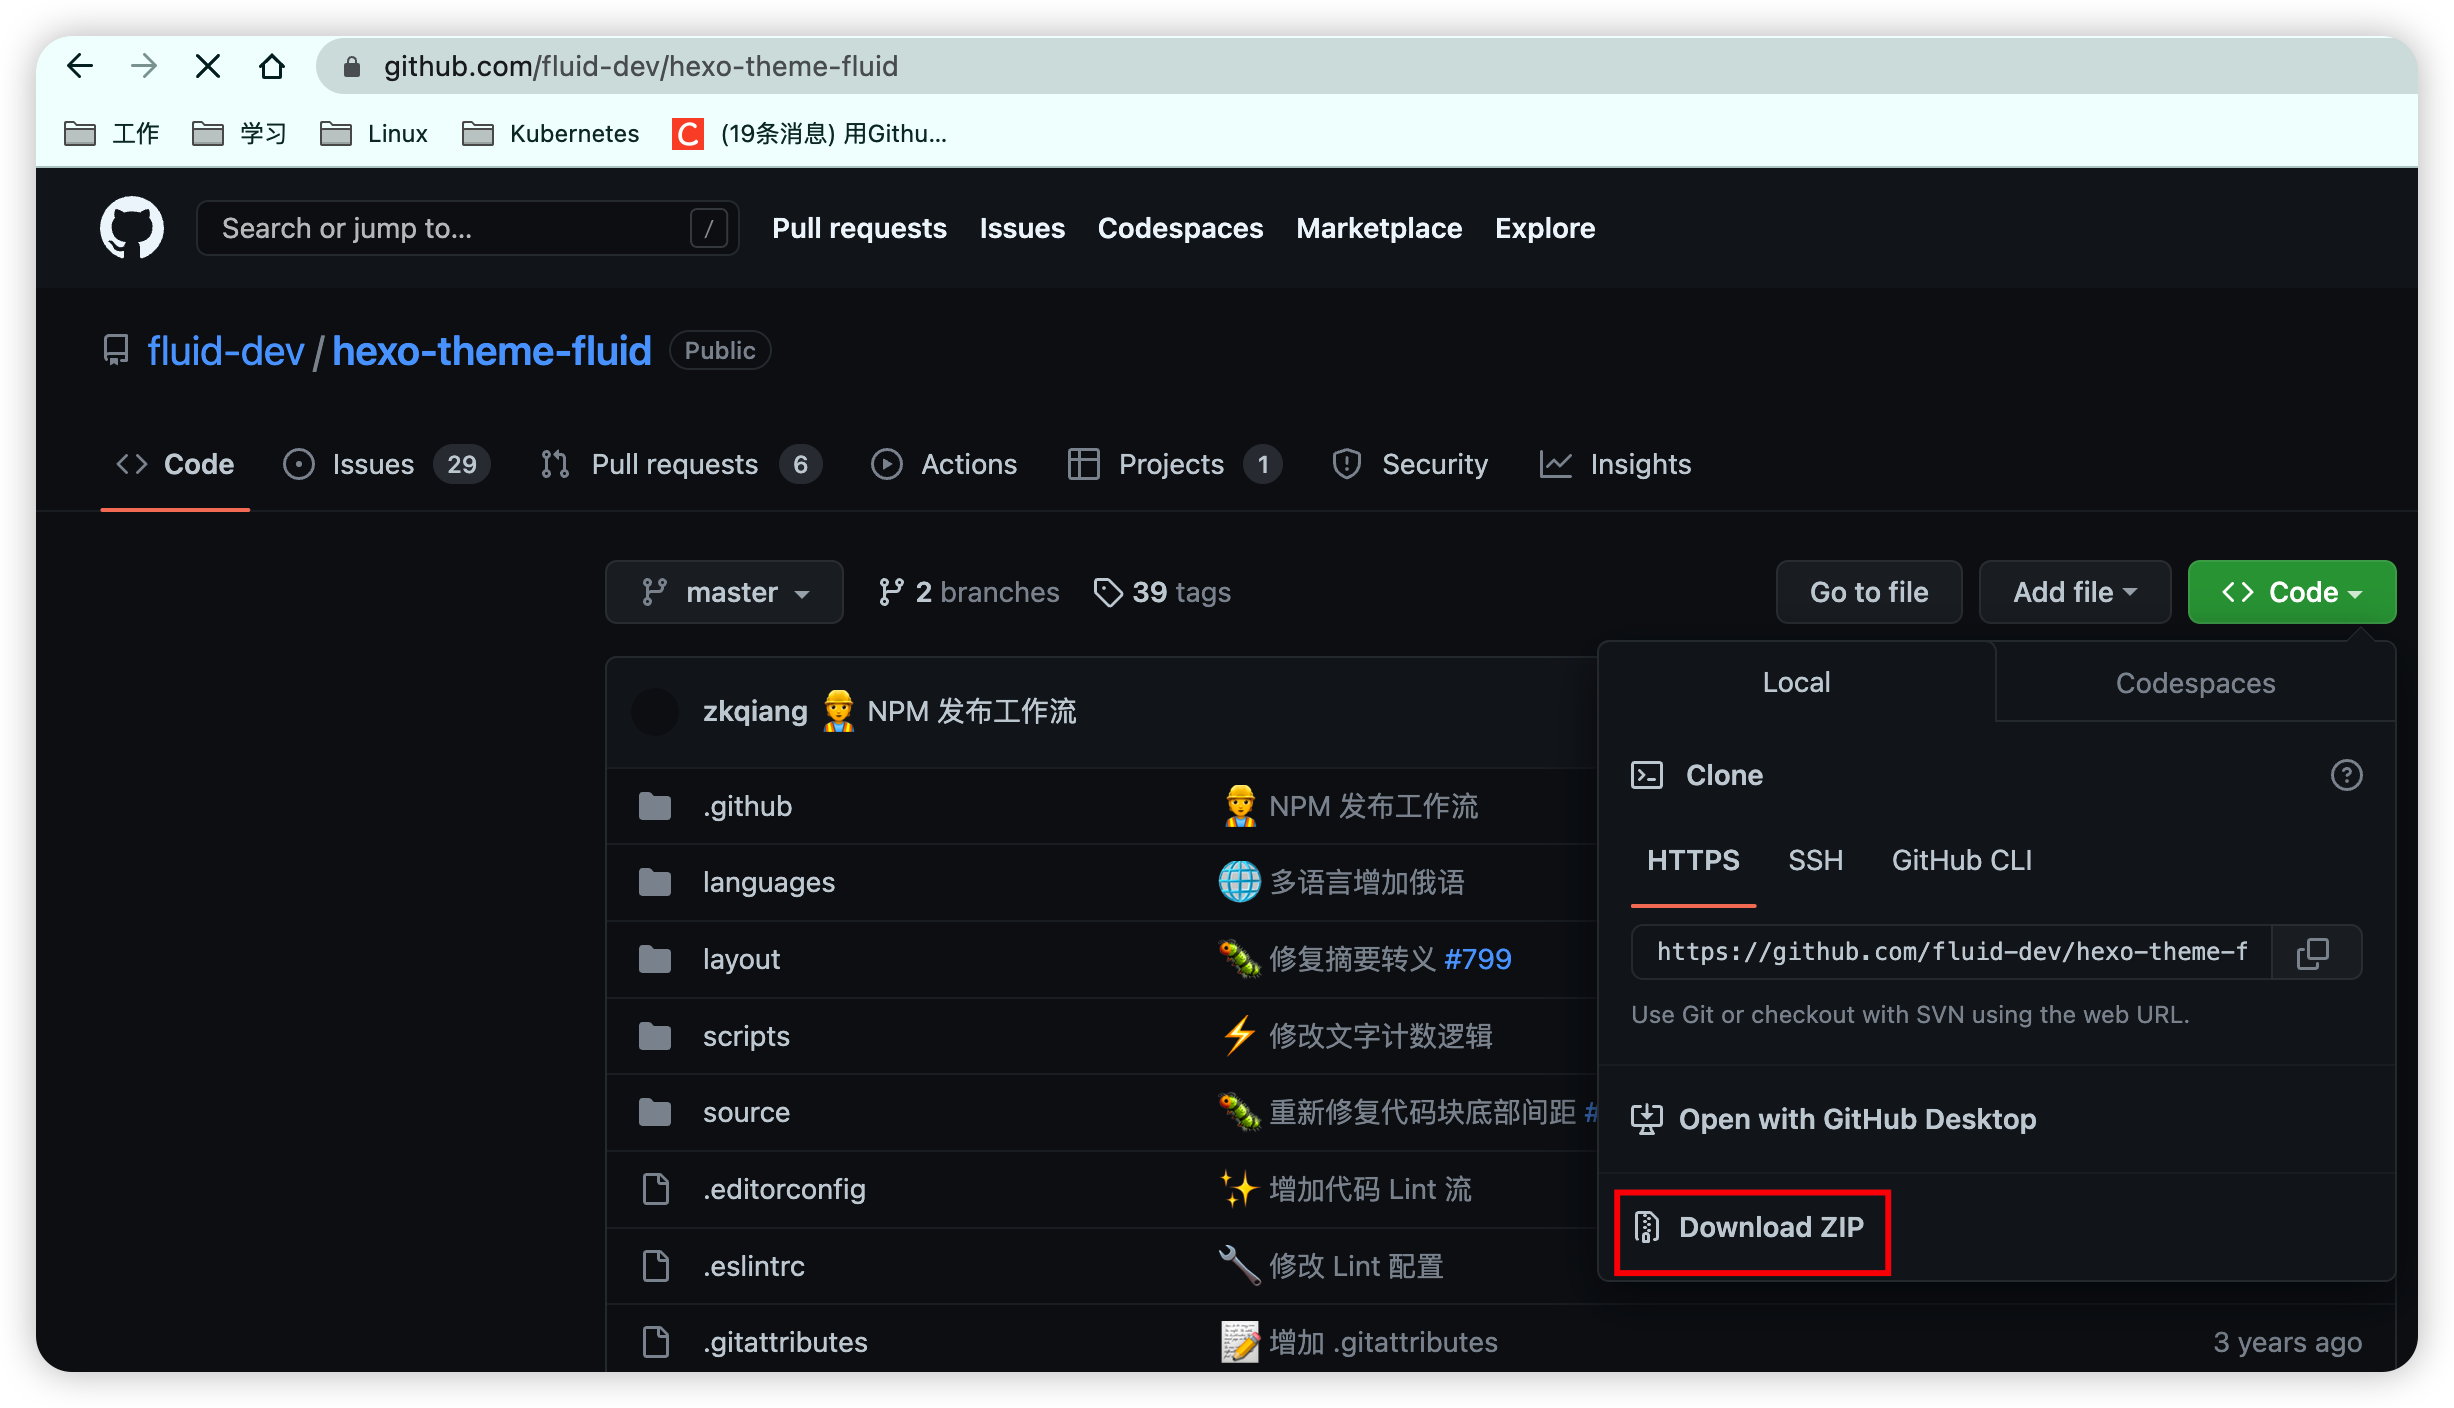 github.com/fluid-dev/hexo-theme-fluid
工作 学习 Linux Kubernetes C (19条消息) 用Githu...
Search or jump to... / Pull requests Issues Codespaces Marketplace Explore
fluid-dev / hexo-theme-fluid Public
Code Issues 29 Pull requests 6 Actions Projects 1 Security Insights
master 2 branches 39 tags Go to file Add file Code
Local Codespaces
zkqiang NPM 发布工作流
Clone
.github NPM 发布工作流
HTTPS SSH GitHub CLI
languages 多语言增加俄语
https://github.com/fluid-dev/hexo-theme-f
layout 修复摘要转义 #799
Use Git or checkout with SVN using the web URL.
scripts 修改文字计数逻辑
source 重新修复代码块底部间距 #
Open with GitHub Desktop
.editorconfig 增加代码 Lint 流
Download ZIP
.eslintrc 修改 Lint 配置
.gitattributes 增加 .gitattributes 3 years ago